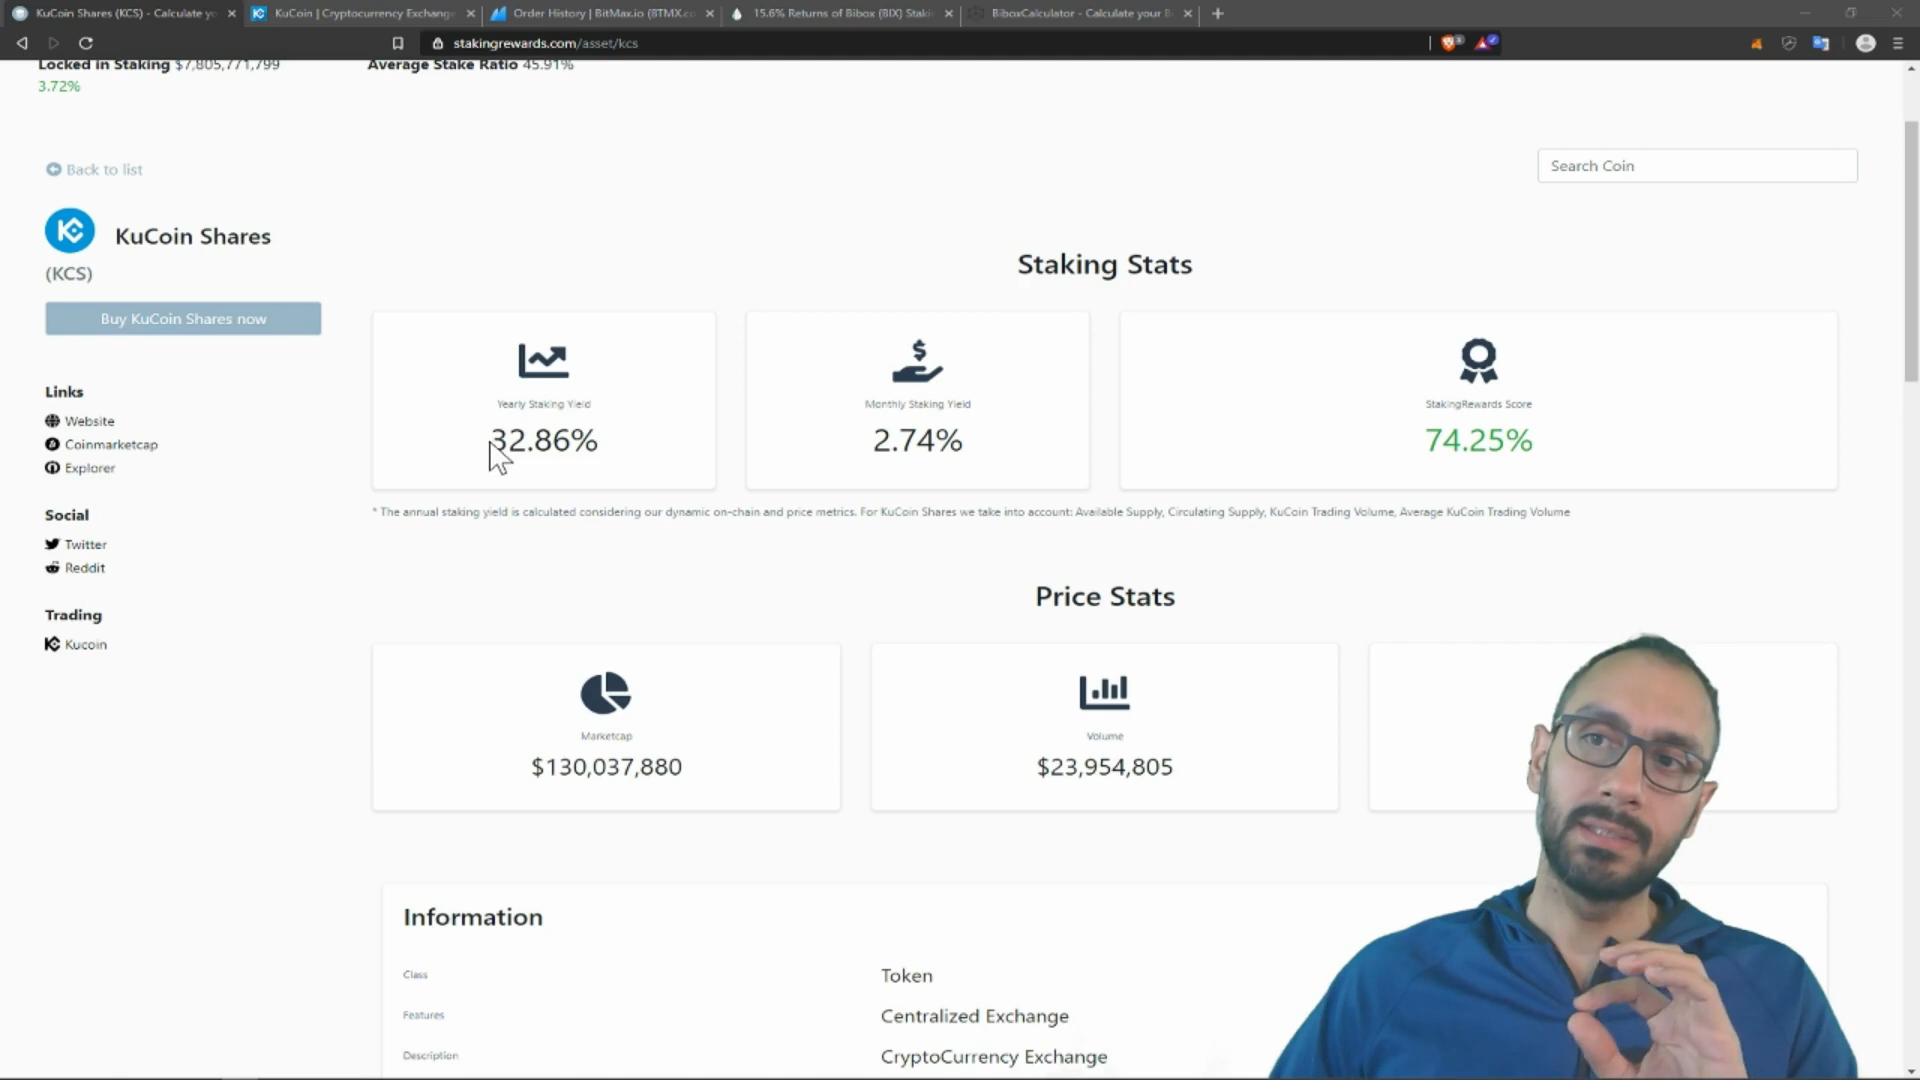 KuCoin Shares (KCS) - Calculate yo
KuCoin | Cryptocurrency Exchange
Order History | BitMax.io (BTMX.co
15.6% Returns of Bibox (BIX) Staki
BiboxCalculator - Calculate your B
stakingrewards.com/asset/kcs
Locked in Staking $7,805,771,799
3.72%
Average Stake Ratio 45.91%
Back to list
Search Coin
KuCoin Shares
(KCS)
Buy KuCoin Shares now
Links
Website
Coinmarketcap
Explorer
Social
Twitter
Reddit
Trading
Kucoin
Staking Stats
Yearly Staking Yield
32.86%
Monthly Staking Yield
2.74%
StakingRewards Score
74.25%
* The annual staking yield is calculated considering our dynamic on-chain and price metrics. For KuCoin Shares we take into account: Available Supply, Circulating Supply, KuCoin Trading Volume, Average KuCoin Trading Volume
Price Stats
Marketcap
$130,037,880
Volume
$23,954,805
Information
Class
Token
Features
Centralized Exchange
Description
CryptoCurrency Exchange